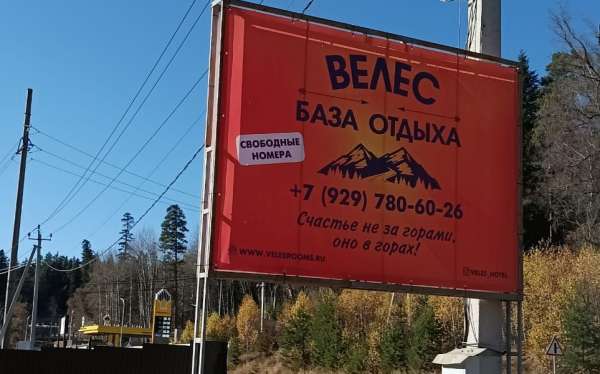 ВЕЛЕС
БАЗА ОТДЫХА
СВОБОДНЫЕ
НОМЕРА
+7 (929) 780-60-26
Счастье не за горами,
оно в горах!
WWW.VELESROOMS.RU
VELES_HOTEL